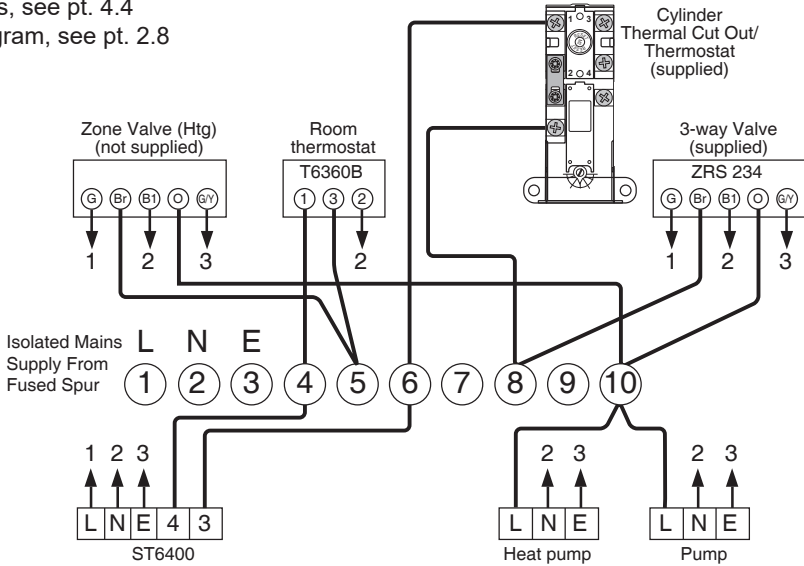 s, see pt. 4.4
gram, see pt. 2.8
Cylinder
Thermal Cut Out/
Thermostat
(supplied)
1 3
2 4
Zone Valve (Htg)
(not supplied)
G Br B1 O G/Y
1 2 3
Room
thermostat
T6360B
1 3 2
2
3-way Valve
(supplied)
ZRS 234
G Br B1 O G/Y
1 2 3
Isolated Mains
Supply From
Fused Spur
L N E
1 2 3 4 5 6 7 8 9 10
1 2 3
L N E 4 3
ST6400
2 3
L N E
Heat pump
2 3
L N E
Pump